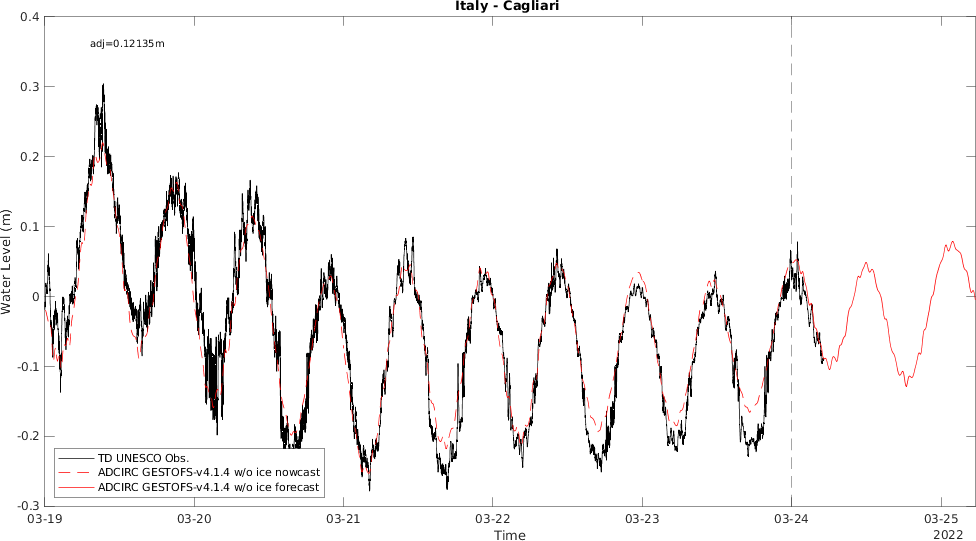 Italy - Cagliari
adj=0.12135m
Water Level (m)
0.4
0.3
0.2
0.1
0
-0.1
-0.2
-0.3
TD UNESCO Obs.
ADCIRC GESTOFS-v4.1.4 w/o ice nowcast
ADCIRC GESTOFS-v4.1.4 w/o ice forecast
03-19 03-20 03-21 03-22 03-23 03-24 03-25
Time
2022